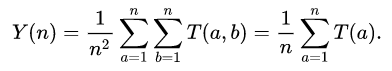 Y(n) = \frac{1}{n^2} \sum_{a=1}^{n} \sum_{b=1}^{n} T(a, b) = \frac{1}{n} \sum_{a=1}^{n} T(a).